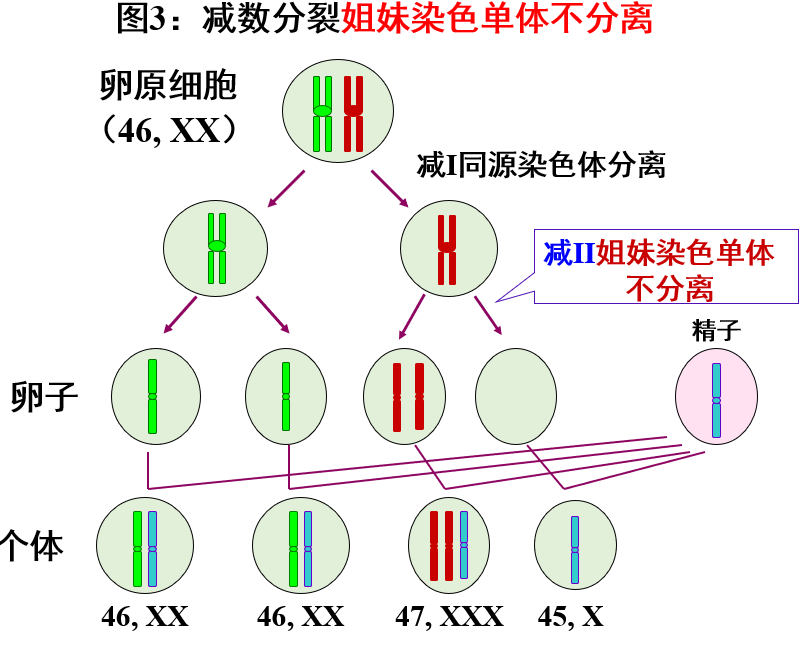 图3：减数分裂姐妹染色单体不分离
卵原细胞
（46, XX）
减I同源染色体分离
减II姐妹染色单体
不分离
精子
卵子
个体
46, XX
46, XX
47, XXX
45, X